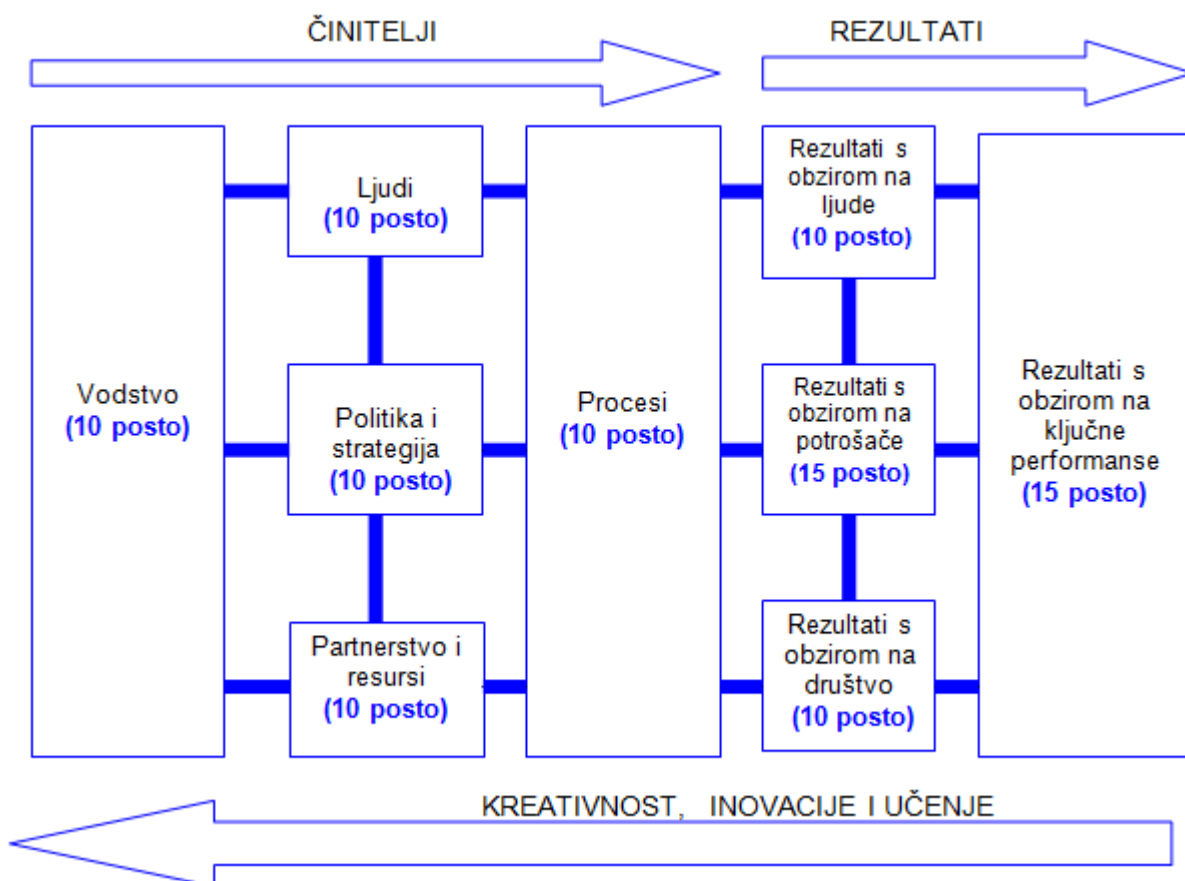 ČINITELJI
REZULTATI
Vodstvo
(10 posto)
Ljudi
(10 posto)
Politika i
strategija
(10 posto)
Partnerstvo i
resursi
(10 posto)
Procesi
(10 posto)
Rezultati s
obzirom na
ljude
(10 posto)
Rezultati s
obzirom na
potrošače
(15 posto)
Rezultati s
obzirom na
društvo
(10 posto)
Rezultati s
obzirom na
ključne
performanse
(15 posto)
KREATIVNOST, INOVACIJE I UČENJE